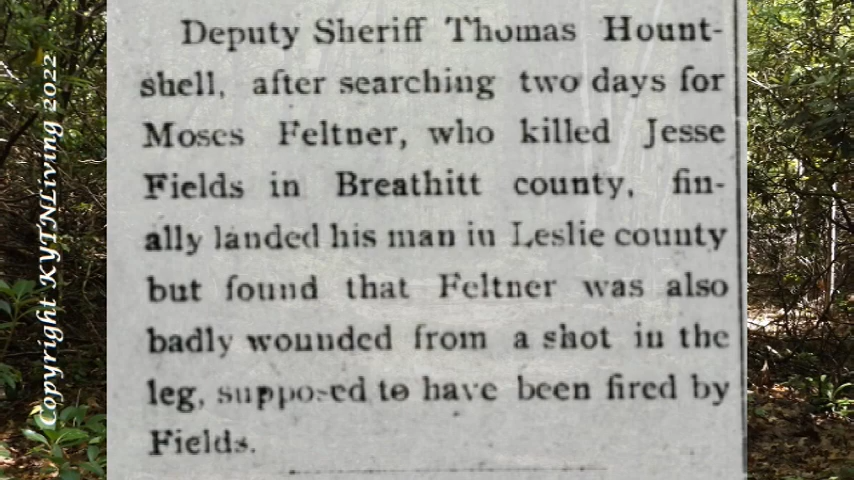 Deputy Sheriff Thomas Hount-
shell, after searching two days for
Moses Feltner, who killed Jesse
Fields in Breathitt county, fin-
ally landed his man in Leslie county
but found that Feltner was also
badly wounded from a shot in the
leg, supposed to have been fired by
Fields.
Copyright KYTNLiving 2022